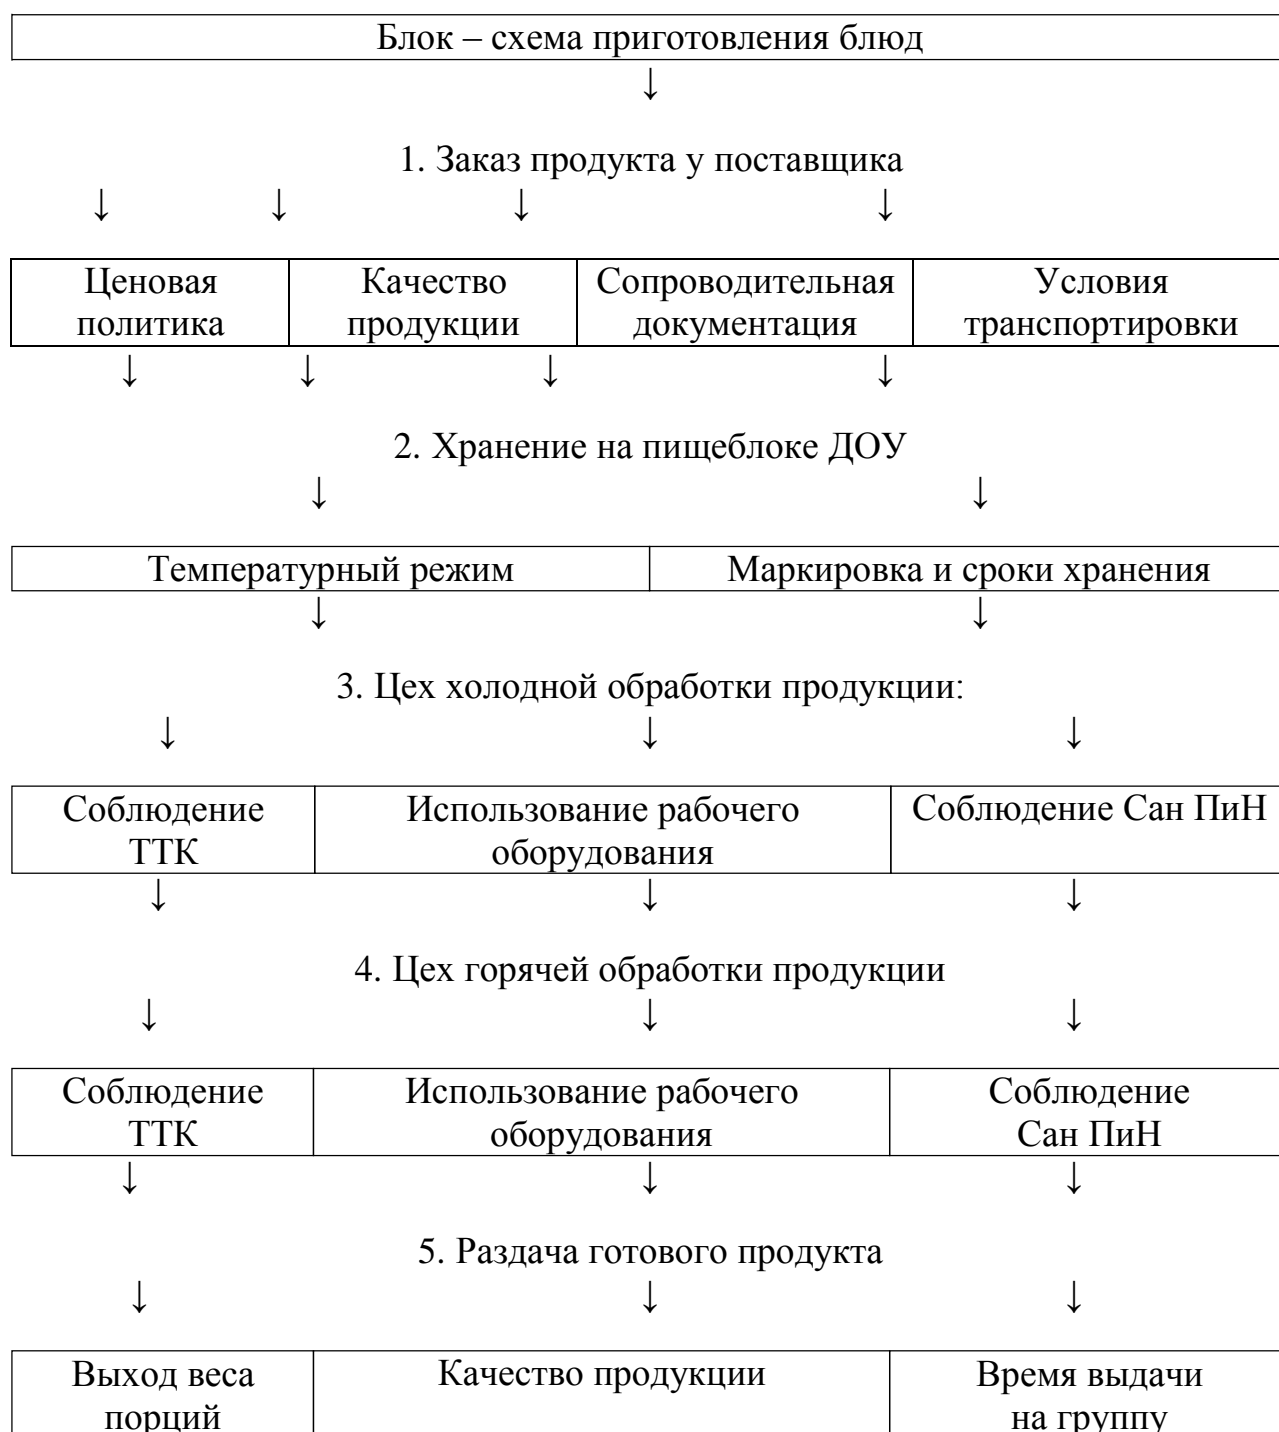 Блок – схема приготовления блюд
↓
1. Заказ продукта у поставщика
↓ ↓ ↓ ↓
Ценовая политика
Качество продукции
Сопроводительная документация
Условия транспортировки
↓ ↓ ↓ ↓
2. Хранение на пищеблоке ДОУ
↓ ↓
Температурный режим
Маркировка и сроки хранения
↓ ↓
3. Цех холодной обработки продукции:
↓ ↓ ↓
Соблюдение
ТТК
Использование рабочего
оборудования
Соблюдение Сан ПиН
↓ ↓ ↓
4. Цех горячей обработки продукции
↓ ↓ ↓
Соблюдение
ТТК
Использование рабочего
оборудования
Соблюдение
Сан ПиН
↓ ↓ ↓
5. Раздача готового продукта
↓ ↓ ↓
Выход веса
порций
Качество продукции
Время выдачи
на группу